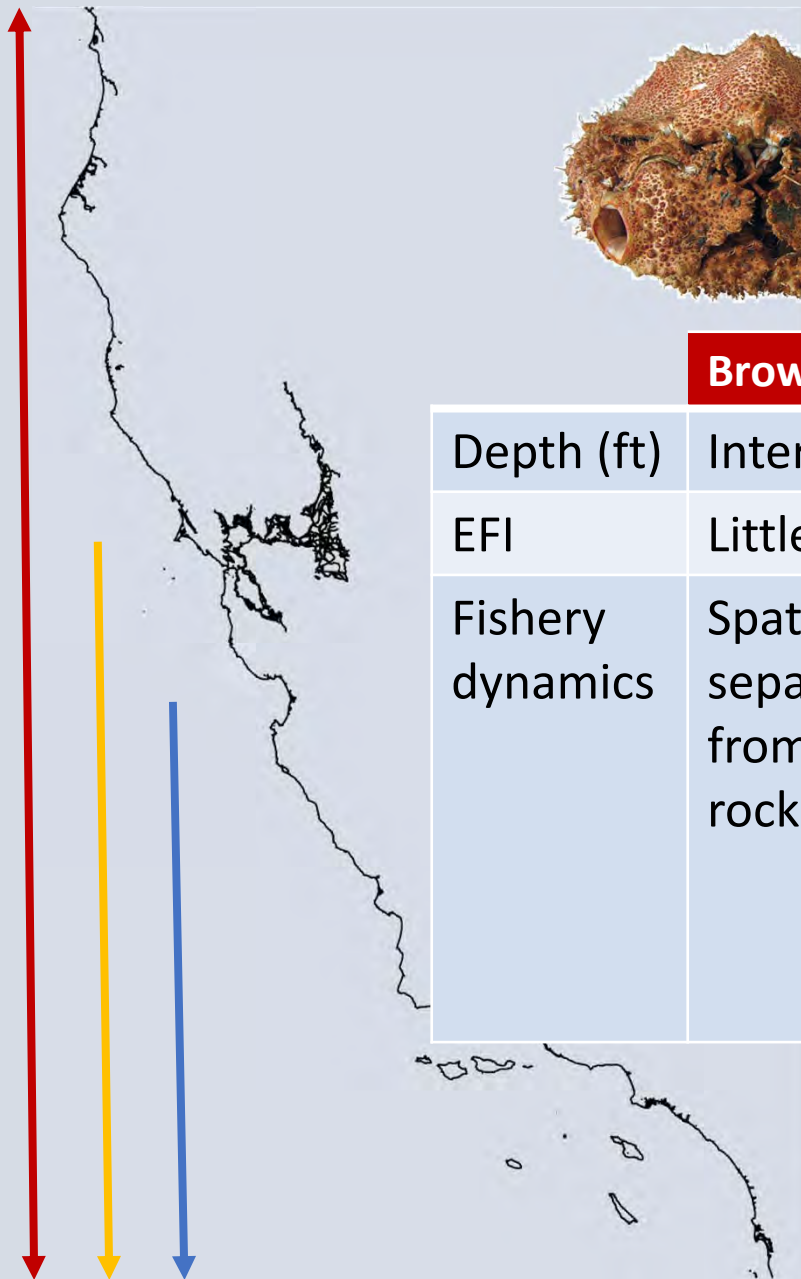 Brow
Depth (ft) Inter
EFI Little
Fishery Spat
dynamics sepa
from
rock